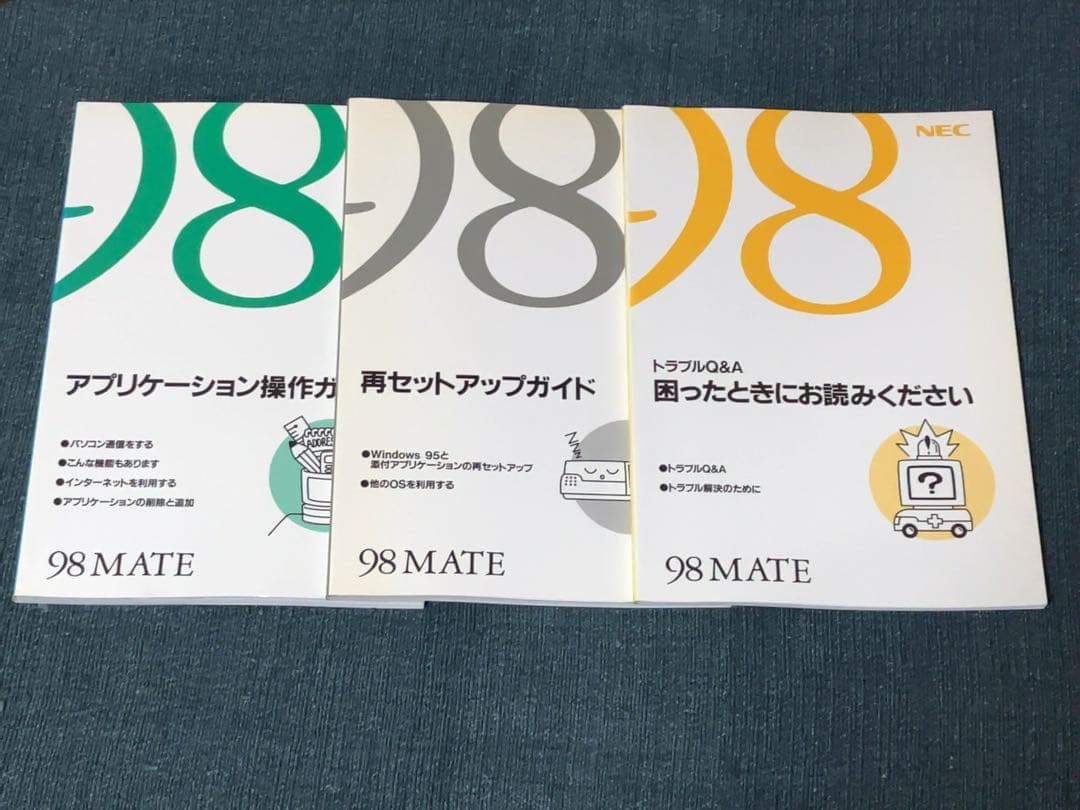 98
アプリケーション操作ガ
●パソコン通信をする
●こんな機能もあります
●インターネットを利用する
●アプリケーションの削除と追加
ADDRES
98 MATE
98
再セットアップガイド
●Windows 95と
添付アプリケーションの再セットアップ
●他のOSを利用する
zzz
98 MATE
98
NEC
トラブルQ&A
困ったときにお読みください
●トラブルQ&A
●トラブル解決のために
?
98 MATE